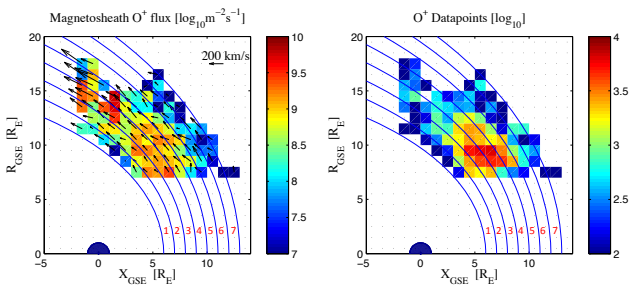 Magnetosheath O⁺ flux [log₁₀m⁻²s⁻¹]
20
15
10
5
0
R_GSE [R_E]
200 km/s
1 2 3 4 5 6 7
−5 0 5 10
X_GSE [R_E]
10
9.5
9
8.5
8
7.5
7
O⁺ Datapoints [log₁₀]
20
15
10
5
0
R_GSE [R_E]
1 2 3 4 5 6 7
−5 0 5 10
X_GSE [R_E]
4
3.5
3
2.5
2